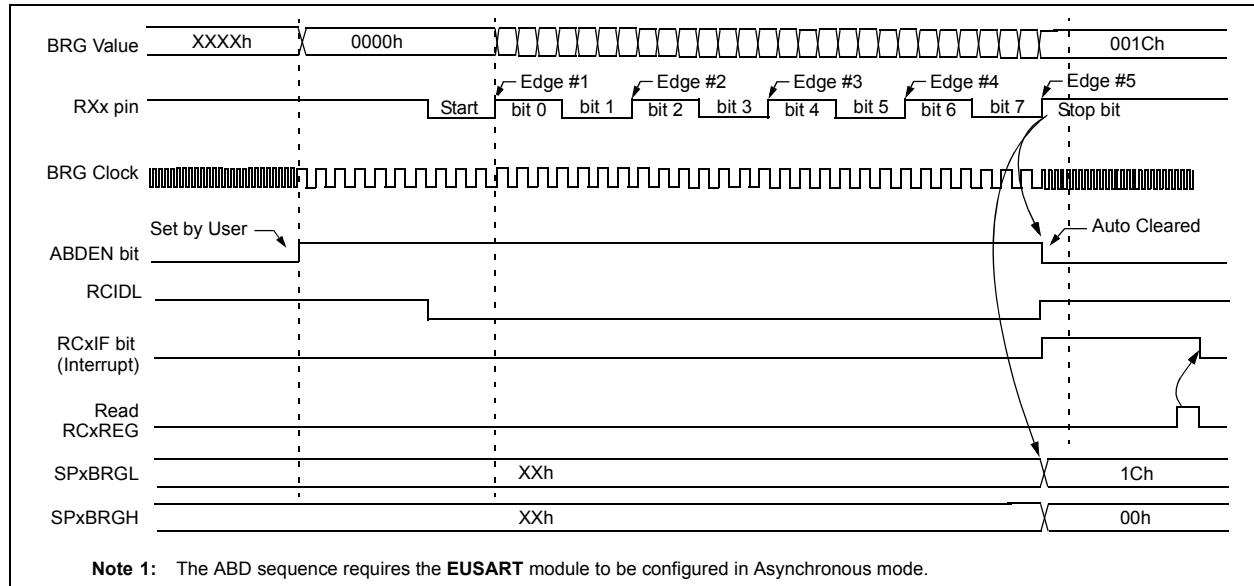 BRG Value XXXXh 0000h 001Ch
Edge #1 Edge #2 Edge #3 Edge #4 Edge #5
RXx pin Start bit 0 bit 1 bit 2 bit 3 bit 4 bit 5 bit 6 bit 7 Stop bit
BRG Clock
Set by User Auto Cleared
ABDEN bit
RCIDL
RCxIF bit
(Interrupt)
Read
RCxREG
SPxBRGL XXh 1Ch
SPxBRGH XXh 00h
Note 1: The ABD sequence requires the EUSART module to be configured in Asynchronous mode.